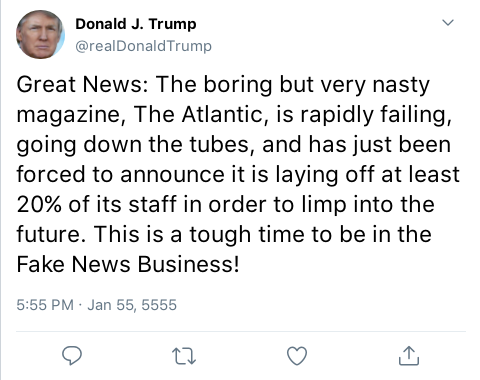 Donald J. Trump
@realDonaldTrump
Great News: The boring but very nasty
magazine, The Atlantic, is rapidly failing,
going down the tubes, and has just been
forced to announce it is laying off at least
20% of its staff in order to limp into the
future. This is a tough time to be in the
Fake News Business!
5:55 PM · Jan 55, 5555